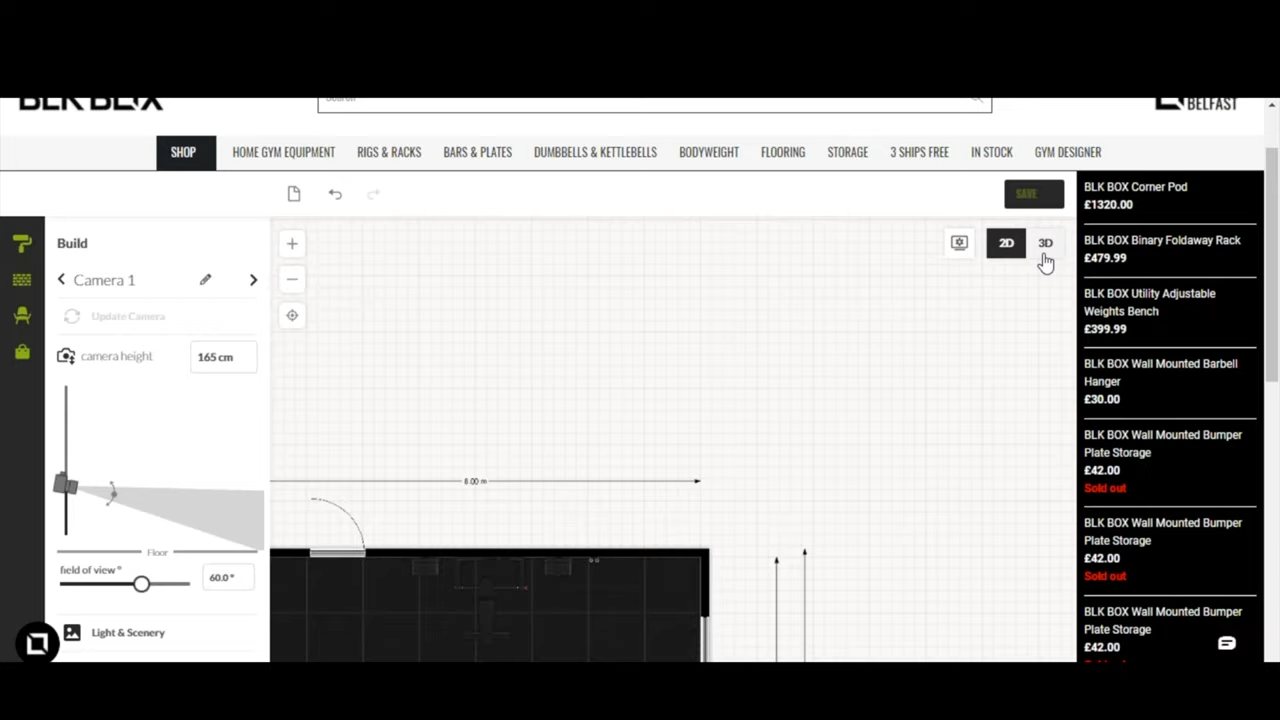 BLK BOX
Search
BELFAST
SHOP
HOME GYM EQUIPMENT
RIGS & RACKS
BARS & PLATES
DUMBBELLS & KETTLEBELLS
BODYWEIGHT
FLOORING
STORAGE
3 SHIPS FREE
IN STOCK
GYM DESIGNER
SAVE
Build
Camera 1
Update Camera
camera height
165 cm
Floor
field of view °
60.0 °
Light & Scenery
2D
3D
8.00 m
BLK BOX Corner Pod
£1320.00
BLK BOX Binary Foldaway Rack
£479.99
BLK BOX Utility Adjustable
Weights Bench
£399.99
BLK BOX Wall Mounted Barbell
Hanger
£30.00
BLK BOX Wall Mounted Bumper
Plate Storage
£42.00
Sold out
BLK BOX Wall Mounted Bumper
Plate Storage
£42.00
Sold out
BLK BOX Wall Mounted Bumper
Plate Storage
£42.00